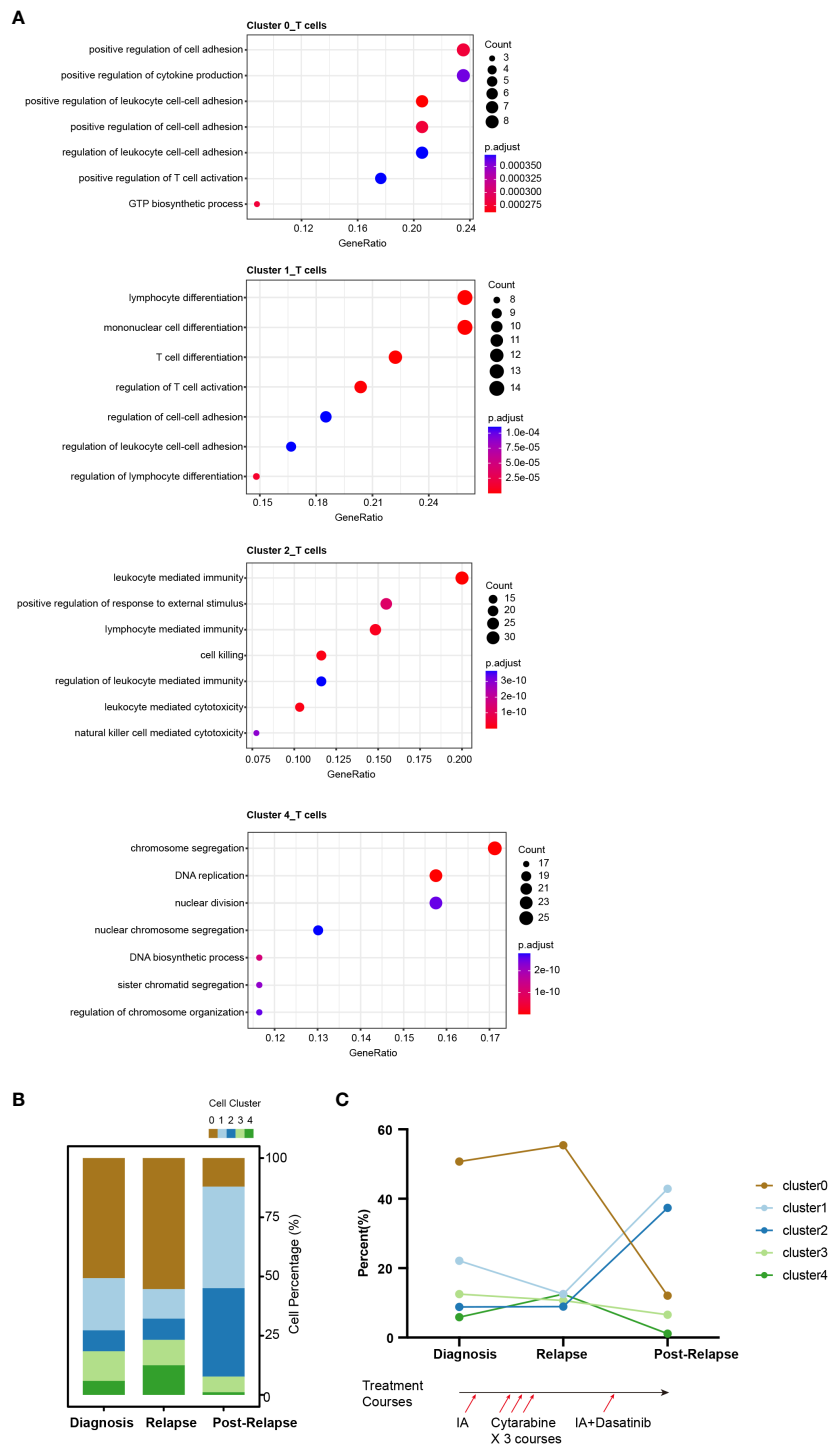 A
Cluster 0_T cells
positive regulation of cell adhesion
positive regulation of cytokine production
positive regulation of leukocyte cell-cell adhesion
positive regulation of cell-cell adhesion
regulation of leukocyte cell-cell adhesion
positive regulation of T cell activation
GTP biosynthetic process
0.12 0.16 0.20 0.24
GeneRatio
Count
3
4
5
6
7
8
p.adjust
0.000350
0.000325
0.000300
0.000275
Cluster 1_T cells
lymphocyte differentiation
mononuclear cell differentiation
T cell differentiation
regulation of T cell activation
regulation of cell-cell adhesion
regulation of leukocyte cell-cell adhesion
regulation of lymphocyte differentiation
0.15 0.18 0.21 0.24
GeneRatio
Count
8
9
10
11
12
13
14
p.adjust
1.0e-04
7.5e-05
5.0e-05
2.5e-05
Cluster 2_T cells
leukocyte mediated immunity
positive regulation of response to external stimulus
lymphocyte mediated immunity
cell killing
regulation of leukocyte mediated immunity
leukocyte mediated cytotoxicity
natural killer cell mediated cytotoxicity
0.075 0.100 0.125 0.150 0.175 0.200
GeneRatio
Count
15
20
25
30
p.adjust
3e-10
2e-10
1e-10
Cluster 4_T cells
chromosome segregation
DNA replication
nuclear division
nuclear chromosome segregation
DNA biosynthetic process
sister chromatid segregation
regulation of chromosome organization
0.12 0.13 0.14 0.15 0.16 0.17
GeneRatio
Count
17
19
21
23
25
p.adjust
2e-10
1e-10
B
Cell Cluster
0 1 2 3 4
100
75
50
25
0
Cell Percentage (%)
Diagnosis Relapse Post-Relapse
C
60
40
20
0
Percent(%)
Diagnosis Relapse Post-Relapse
cluster0
cluster1
cluster2
cluster3
cluster4
Treatment
Courses
IA Cytarabine IA+Dasatinib
X 3 courses